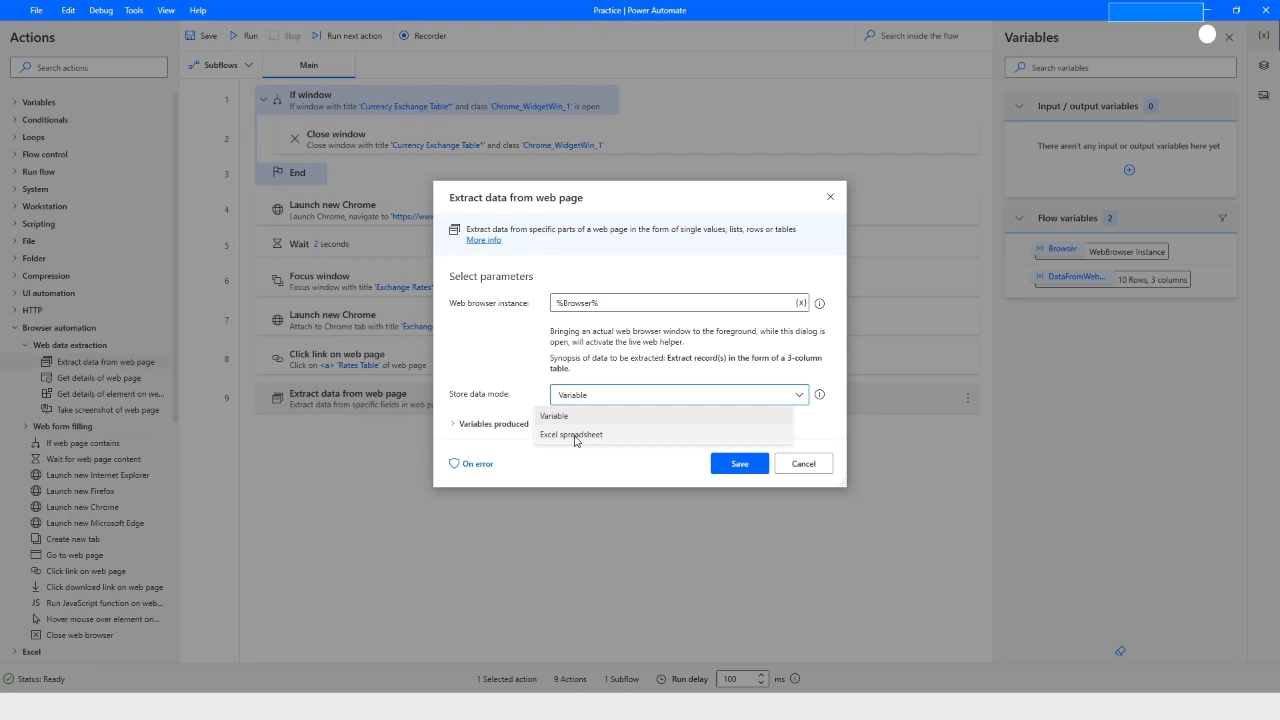 File Edit Debug Tools View Help
Practice | Power Automate
Actions
Search actions
Variables
Conditionals
Loops
Flow control
Run flow
System
Workstation
Scripting
File
Folder
Compression
UI automation
HTTP
Browser automation
Web data extraction
Extract data from web page
Get details of web page
Get details of element on we...
Take screenshot of web page
Web form filling
If web page contains
Wait for web page content
Launch new Internet Explorer
Launch new Firefox
Launch new Chrome
Launch new Microsoft Edge
Create new tab
Go to web page
Click link on web page
Click download link on web page
Run JavaScript function on web...
Hover mouse over element on...
Close web browser
Excel
Save Run Stop Run next action Recorder
Search inside the flow
Subflows Main
1 If window
If window with title 'Currency Exchange Table*' and class 'Chrome_WidgetWin_1' is open
2 Close window
Close window with title 'Currency Exchange Table*' and class 'Chrome_WidgetWin_1'
3 End
4 Launch new Chrome
Launch Chrome, navigate to 'https://www
5 Wait 2 seconds
6 Focus window
Focus window with title 'Exchange Rates'
7 Launch new Chrome
Attach to Chrome tab with title 'Exchang
8 Click link on web page
Click on <a> 'Rates Table' of web page
9 Extract data from web page
Extract data from specific fields in web pa
Extract data from web page
Extract data from specific parts of a web page in the form of single values, lists, rows or tables
More info
Select parameters
Web browser instance: %Browser% {x}
Bringing an actual web browser window to the foreground, while this dialog is
open, will activate the live web helper.
Synopsis of data to be extracted: Extract record(s) in the form of a 3-column
table.
Store data mode: Variable
Variable
Excel spreadsheet
Variables produced
On error Save Cancel
Variables
{x}
Search variables
Input / output variables 0
There aren't any input or output variables here yet
Flow variables 2
(x) Browser WebBrowser Instance
(x) DataFromWeb... 10 Rows, 3 columns
Status: Ready 1 Selected action 9 Actions 1 Subflow Run delay 100 ms